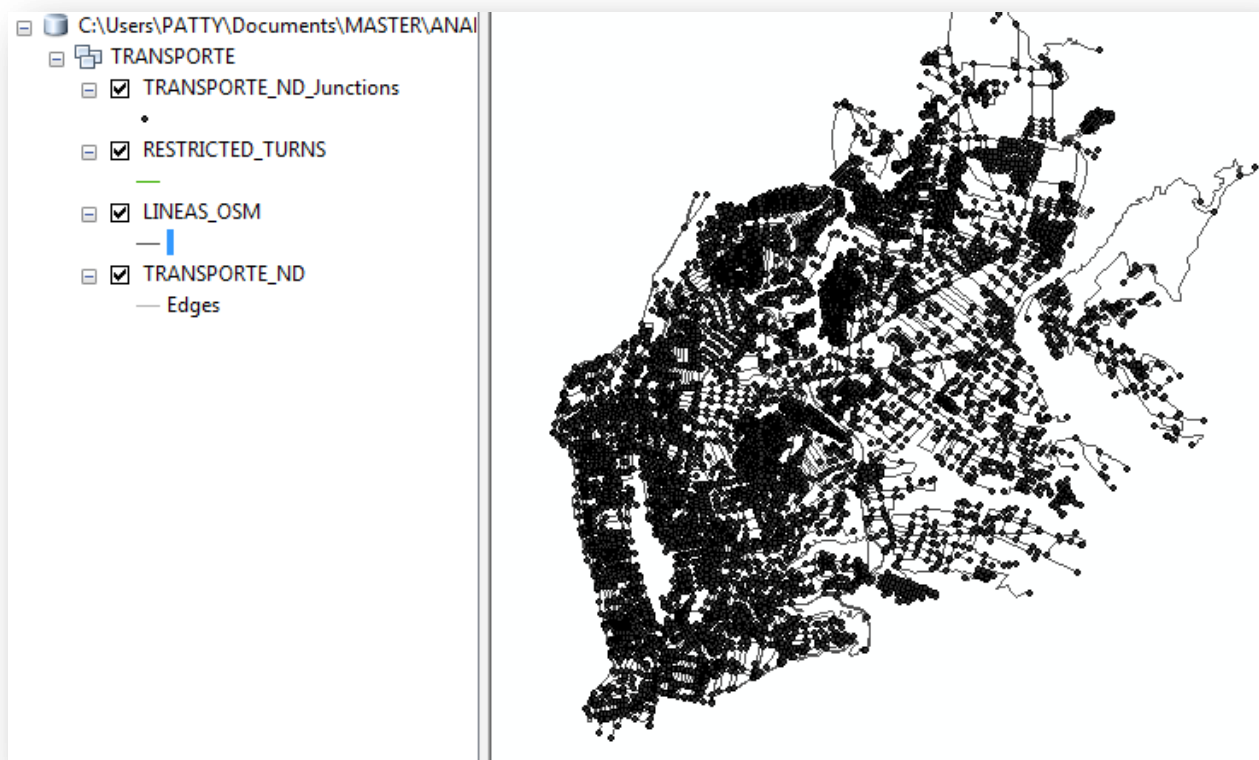 C:\Users\PATTY\Documents\MASTER\ANAI
TRANSPORTE
TRANSPORTE_ND_Junctions
RESTRICTED_TURNS
LINEAS_OSM
TRANSPORTE_ND
Edges